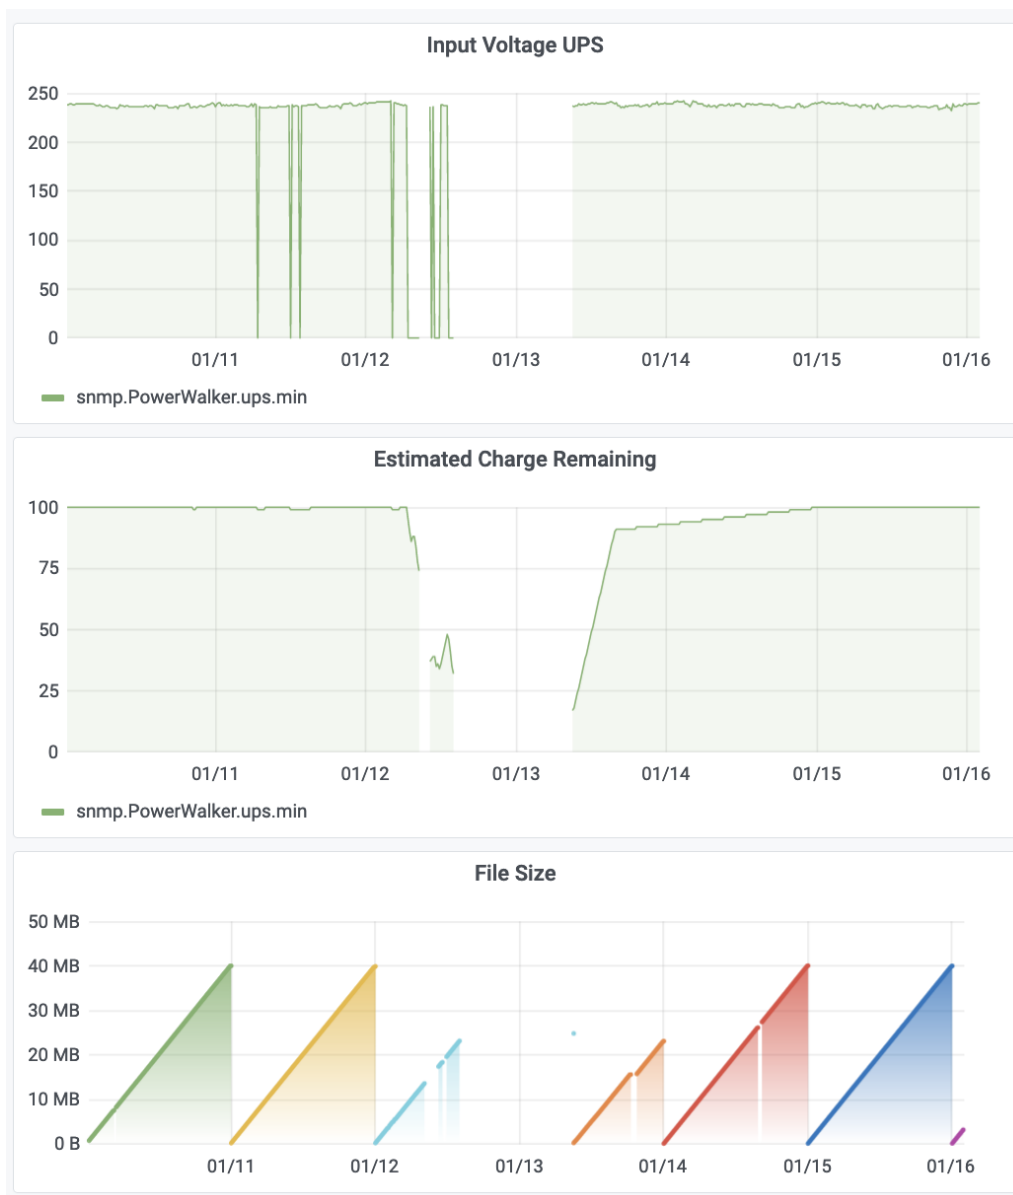 Input Voltage UPS
250
200
150
100
50
0
01/11 01/12 01/13 01/14 01/15 01/16
snmp.PowerWalker.ups.min
Estimated Charge Remaining
100
75
50
25
0
01/11 01/12 01/13 01/14 01/15 01/16
snmp.PowerWalker.ups.min
File Size
50 MB
40 MB
30 MB
20 MB
10 MB
0 B
01/11 01/12 01/13 01/14 01/15 01/16